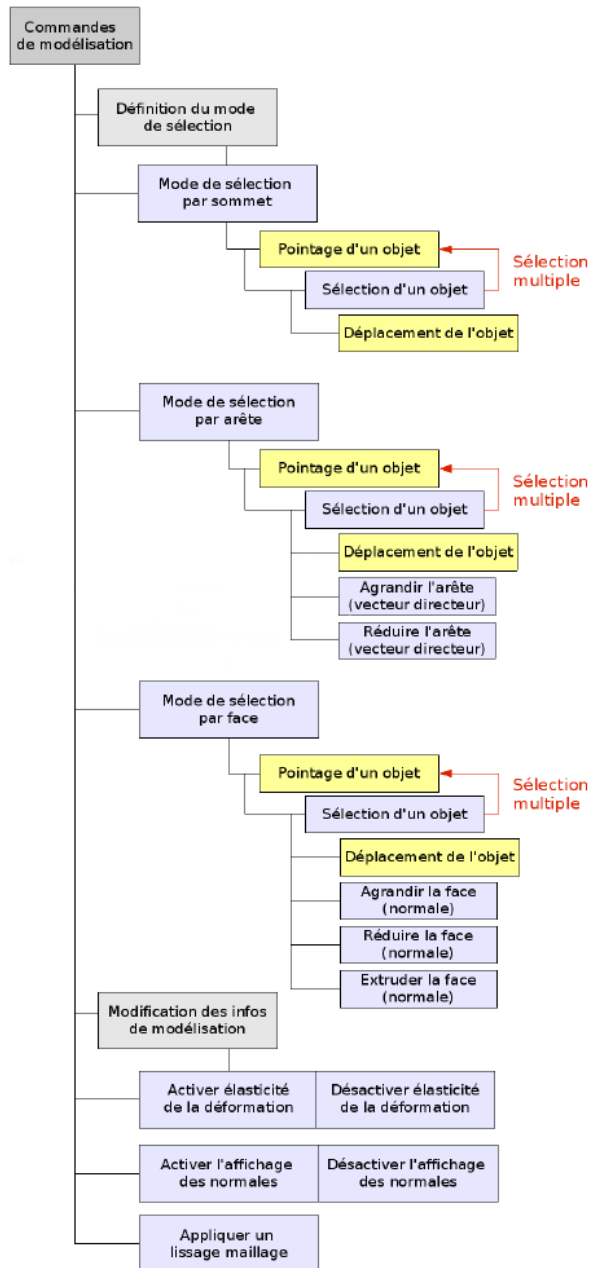 Commandes
de modélisation
Définition du mode
de sélection
Mode de sélection
par sommet
Pointage d'un objet
Sélection d'un objet
Sélection
multiple
Déplacement de l'objet
Mode de sélection
par arête
Pointage d'un objet
Sélection d'un objet
Sélection
multiple
Déplacement de l'objet
Agrandir l'arête
(vecteur directeur)
Réduire l'arête
(vecteur directeur)
Mode de sélection
par face
Pointage d'un objet
Sélection d'un objet
Sélection
multiple
Déplacement de l'objet
Agrandir la face
(normale)
Réduire la face
(normale)
Extruder la face
(normale)
Modification des infos
de modélisation
Activer élasticité
de la déformation
Désactiver élasticité
de la déformation
Activer l'affichage
des normales
Désactiver l'affichage
des normales
Appliquer un
lissage maillage